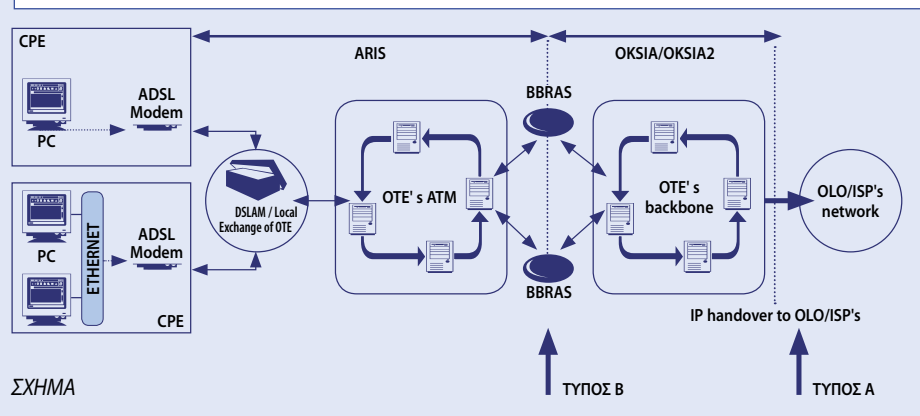 CPE
ARIS
OKSIA/OKSIA2
ADSL
Modem
PC
BBRAS
DSLAM / Local
Exchange of OTE
OTE' s ATM
OTE' s
backbone
OLO/ISP's
network
ETHERNET
PC
ADSL
Modem
CPE
BBRAS
IP handover to OLO/ISP's
ΣΧΗΜΑ
ΤΥΠΟΣ Β
ΤΥΠΟΣ Α